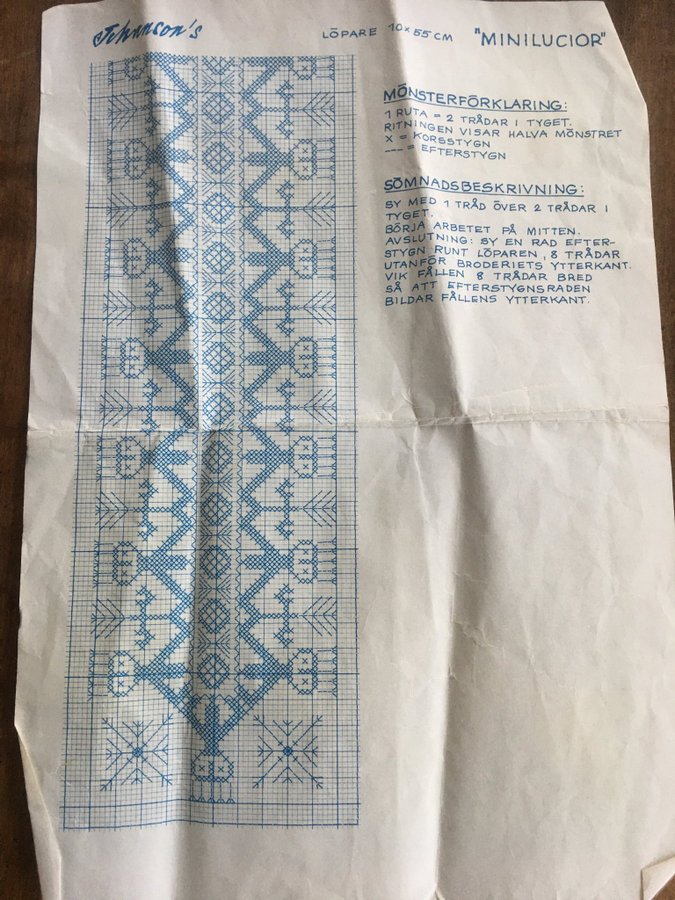 Johnson's
LÖPARE 10 x 55 CM "MINILUCIOR"
MÖNSTERFÖRKLARING:
1 RUTA = 2 TRÅDAR I TYGET.
RITNINGEN VISAR HALVA MÖNSTRET
X = KORSSTYGN
--- = EFTERSTYGN
SÖMNADSBESKRIVNING:
SY MED 1 TRÅD ÖVER 2 TRÅDAR I
TYGET.
BÖRJA ARBETET PÅ MITTEN.
AVSLUTNING: SY EN RAD EFTER-
STYGN RUNT LÖPAREN, 8 TRÅDAR
UTANFÖR BRODERIETS YTTERKANT.
VIK FÅLLEN 8 TRÅDAR BRED
SÅ ATT EFTERSTYGNSRADEN
BILDAR FÅLLENS YTTERKANT.